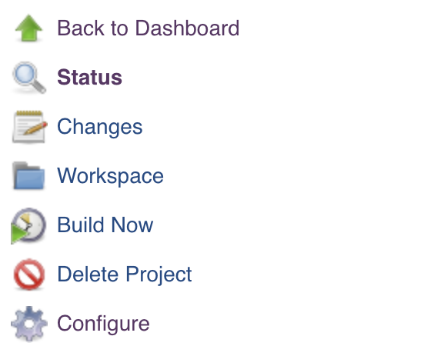 Back to Dashboard
Status
Changes
Workspace
Build Now
Delete Project
Configure